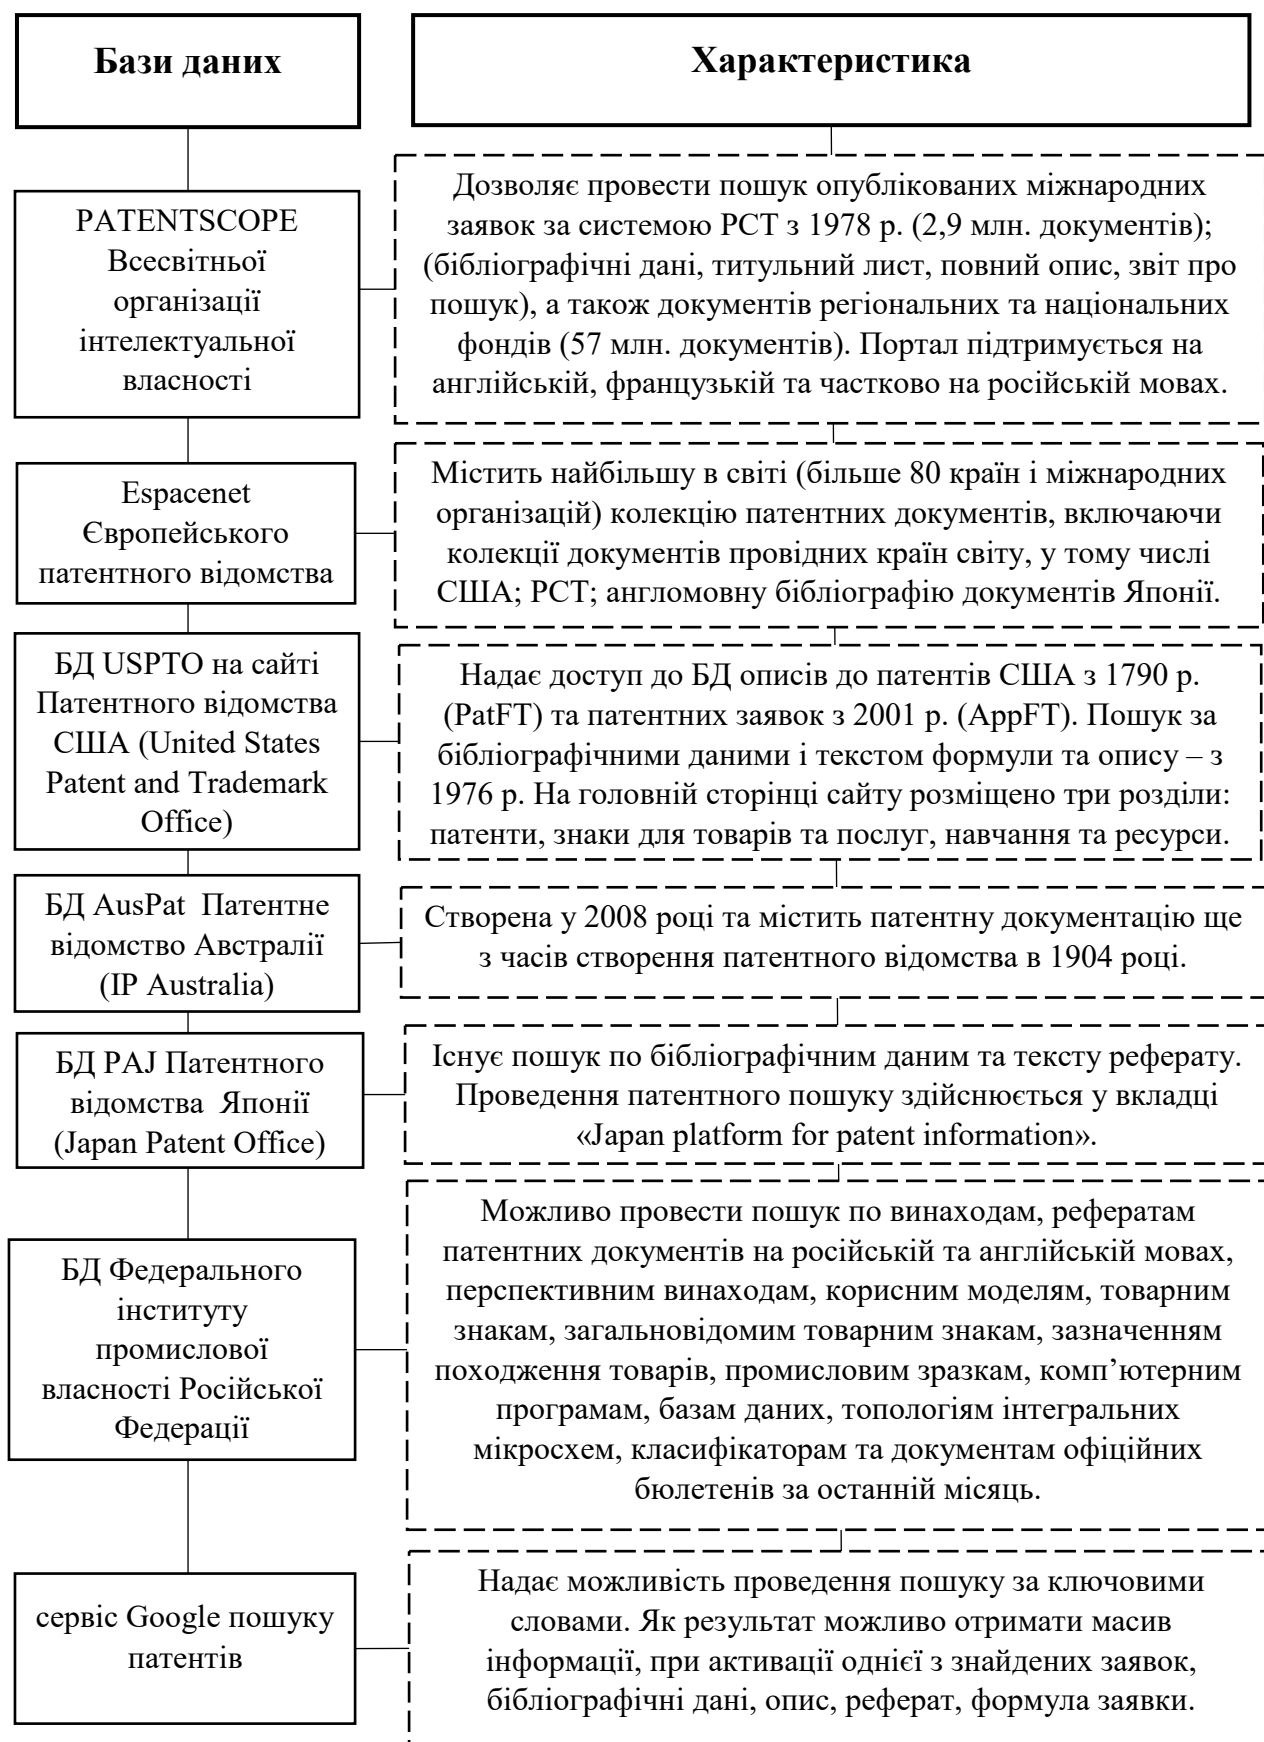 Бази даних
Характеристика
PATENTSCOPE
Всесвітньої
організації
інтелектуальної
власності
Дозволяє провести пошук опублікованих міжнародних
заявок за системою PCT з 1978 р. (2,9 млн. документів);
(бібліографічні дані, титульний лист, повний опис, звіт про
пошук), а також документів регіональних та національних
фондів (57 млн. документів). Портал підтримується на
англійській, французькій та частково на російській мовах.
Espacenet
Європейського
патентного відомства
Містить найбільшу в світі (більше 80 країн і міжнародних
організацій) колекцію патентних документів, включаючи
колекції документів провідних країн світу, у тому числі
США; PCT; англомовну бібліографію документів Японії.
БД USPTO на сайті
Патентного відомства
США (United States
Patent and Trademark
Office)
Надає доступ до БД описів до патентів США з 1790 р.
(PatFT) та патентних заявок з 2001 р. (AppFT). Пошук за
бібліографічними даними і текстом формули та опису – з
1976 р. На головній сторінці сайту розміщено три розділи:
патенти, знаки для товарів та послуг, навчання та ресурси.
БД AusPat Патентне
відомство Австралії
(IP Australia)
Створена у 2008 році та містить патентну документацію ще
з часів створення патентного відомства в 1904 році.
БД PAJ Патентного
відомства Японії
(Japan Patent Office)
Існує пошук по бібліографічним даним та тексту реферату.
Проведення патентного пошуку здійснюється у вкладці
«Japan platform for patent information».
БД Федерального
інституту
промислової
власності Російської
Федерації
Можливо провести пошук по винаходам, рефератам
патентних документів на російській та англійській мовах,
перспективним винаходам, корисним моделям, товарним
знакам, загальновідомим товарним знакам, зазначенням
походження товарів, промисловим зразкам, комп’ютерним
програмам, базам даних, топологіям інтегральних
мікросхем, класифікаторам та документам офіційних
бюлетенів за останній місяць.
сервіс Google пошуку
патентів
Надає можливість проведення пошуку за ключовими
словами. Як результат можливо отримати масив
інформації, при активації однієї з знайдених заявок,
бібліографічні дані, опис, реферат, формула заявки.